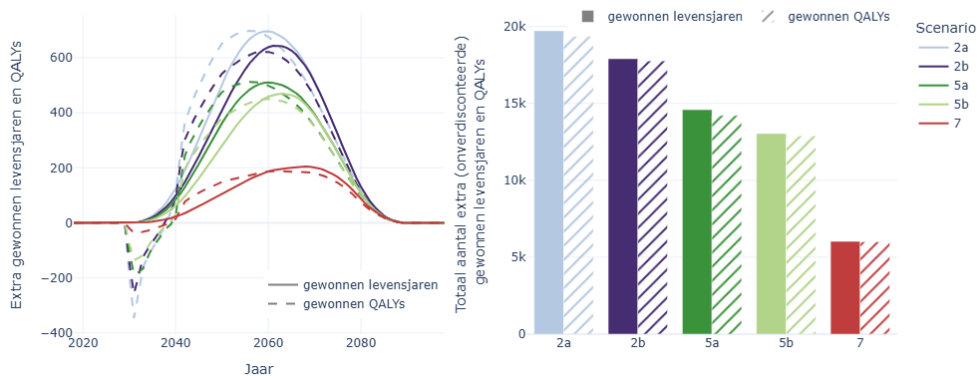 Extra gewonnen levensjaren en QALYs
600
400
200
0
−200
−400
2020
2040
2060
2080
Jaar
gewonnen levensjaren
gewonnen QALYs
gewonnen levensjaren
gewonnen QALYs
Totaal aantal extra (onverdisconteerde)
gewonnen levensjaren en QALYs
20k
15k
10k
5k
0
2a
2b
5a
5b
7
Scenario
2a
2b
5a
5b
7